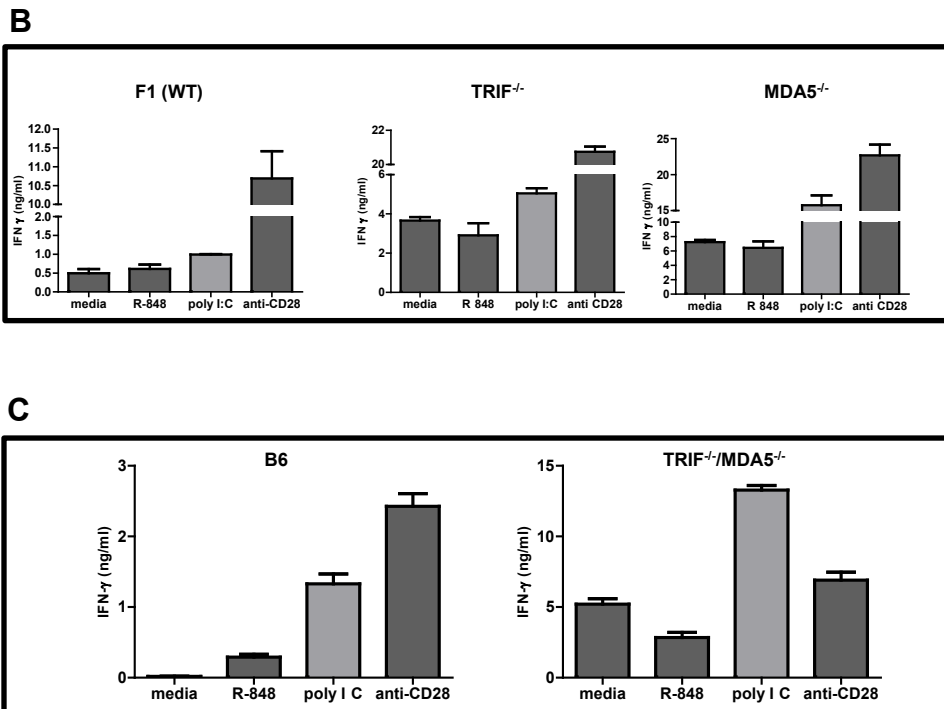 B
F1 (WT)
IFN γ (ng/ml)
12.0
11.5
11.0
10.5
10.0
2.0
1.5
1.0
0.5
0.0
media R-848 poly I:C anti-CD28
TRIF-/-
IFN γ (ng/ml)
22
20
6
4
2
0
media R 848 poly I:C anti CD28
MDA5-/-
IFN γ (ng/ml)
25
20
15
10
8
6
4
2
0
media R 848 poly I:C anti CD28
C
B6
IFN-γ (ng/ml)
3
2
1
0
media R-848 poly I C anti-CD28
TRIF-/-/MDA5-/-
IFN-γ (ng/ml)
15
10
5
0
media R-848 poly I C anti-CD28